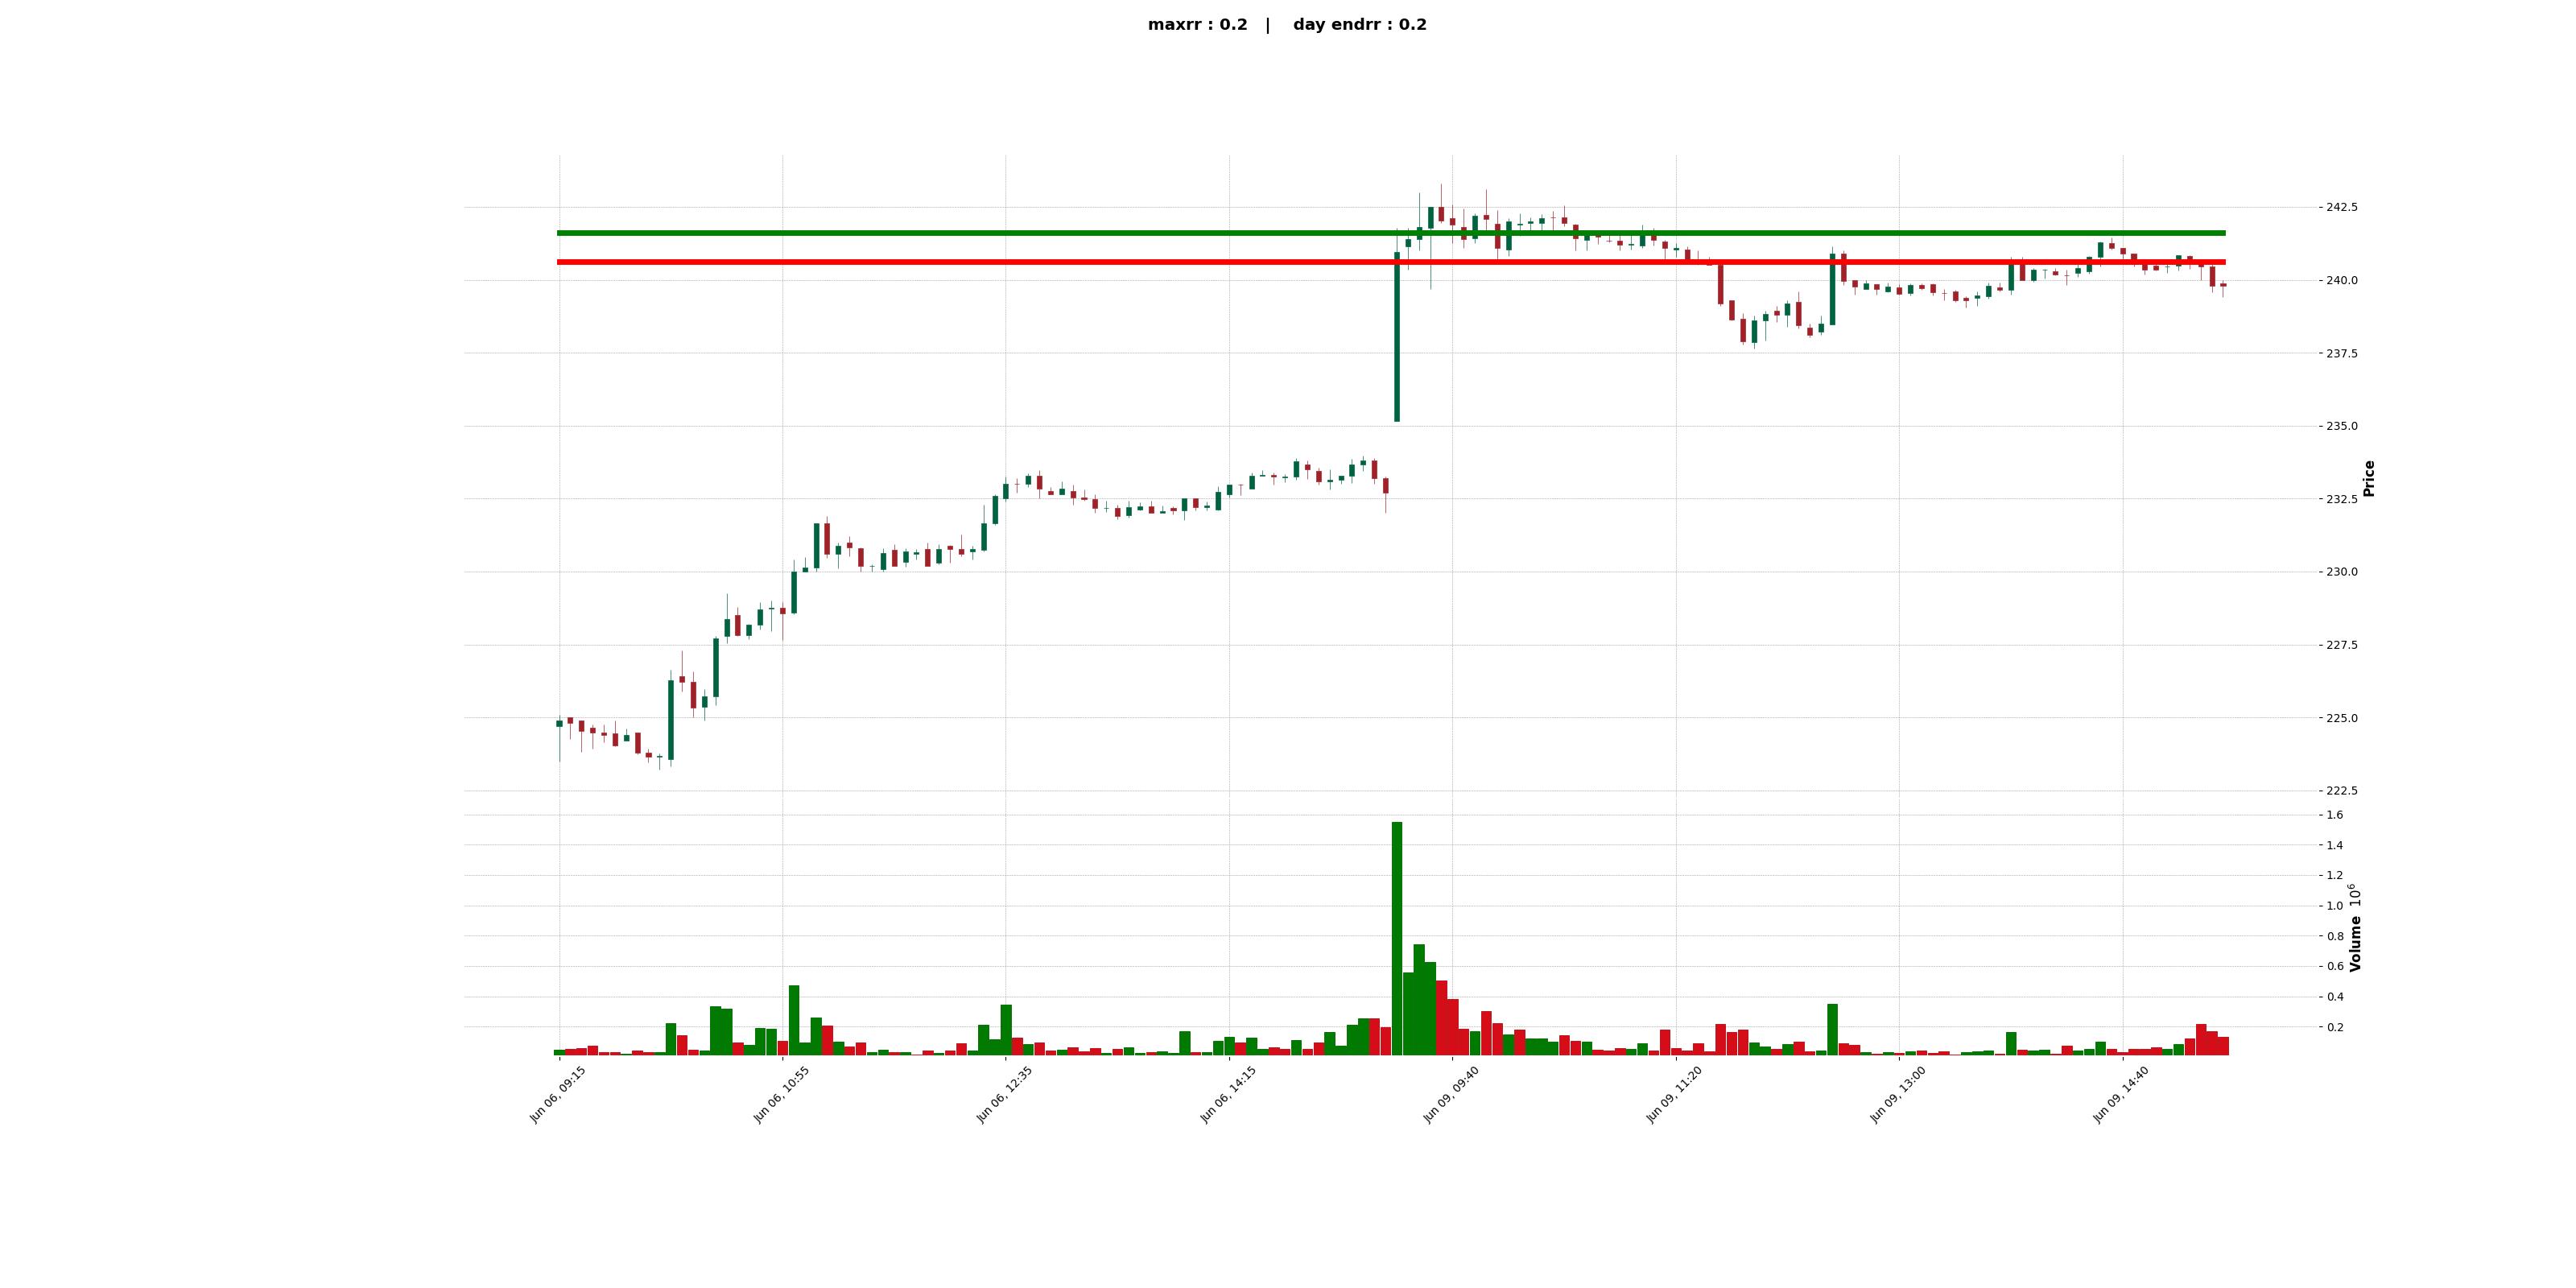 maxrr : 0.2   |    day endrr : 0.2
242.5
240.0
237.5
235.0
232.5
230.0
227.5
225.0
222.5
Price
1.6
1.4
1.2
1.0
0.8
0.6
0.4
0.2
Volume 10^6
Jun 06, 09:15
Jun 06, 10:55
Jun 06, 12:35
Jun 06, 14:15
Jun 09, 09:40
Jun 09, 11:20
Jun 09, 13:00
Jun 09, 14:40